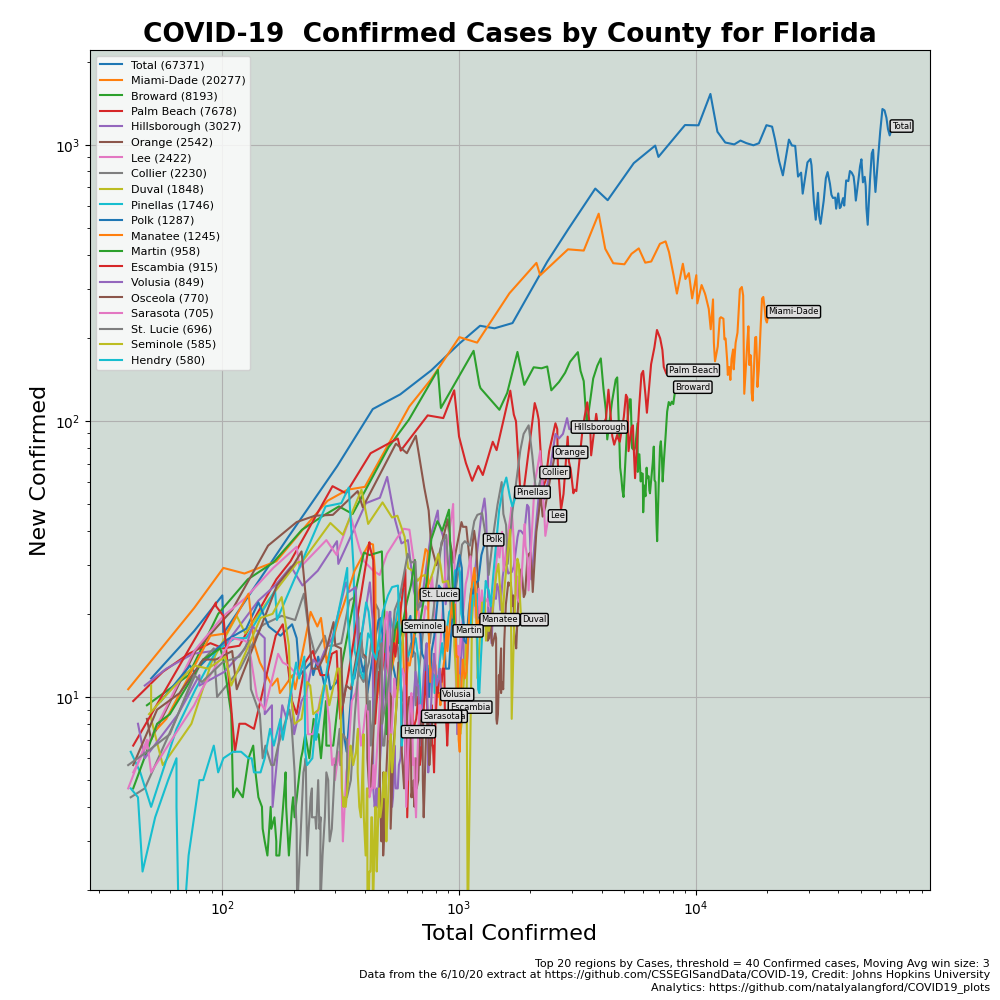 COVID-19  Confirmed Cases by County for Florida
Total (67371)
Miami-Dade (20277)
Broward (8193)
Palm Beach (7678)
Hillsborough (3027)
Orange (2542)
Lee (2422)
Collier (2230)
Duval (1848)
Pinellas (1746)
Polk (1287)
Manatee (1245)
Martin (958)
Escambia (915)
Volusia (849)
Osceola (770)
Sarasota (705)
St. Lucie (696)
Seminole (585)
Hendry (580)
Total
Miami-Dade
Palm Beach
Broward
Hillsborough
Orange
Collier
Pinellas
Lee
Polk
St. Lucie
Manatee
Duval
Seminole
Martin
Volusia
Escambia
Sarasota
Hendry
10³
10²
10¹
New Confirmed
10² 10³ 10⁴
Total Confirmed
Top 20 regions by Cases, threshold = 40 Confirmed cases, Moving Avg win size: 3
Data from the 6/10/20 extract at https://github.com/CSSEGISandData/COVID-19, Credit: Johns Hopkins University
Analytics: https://github.com/natalyalangford/COVID19_plots